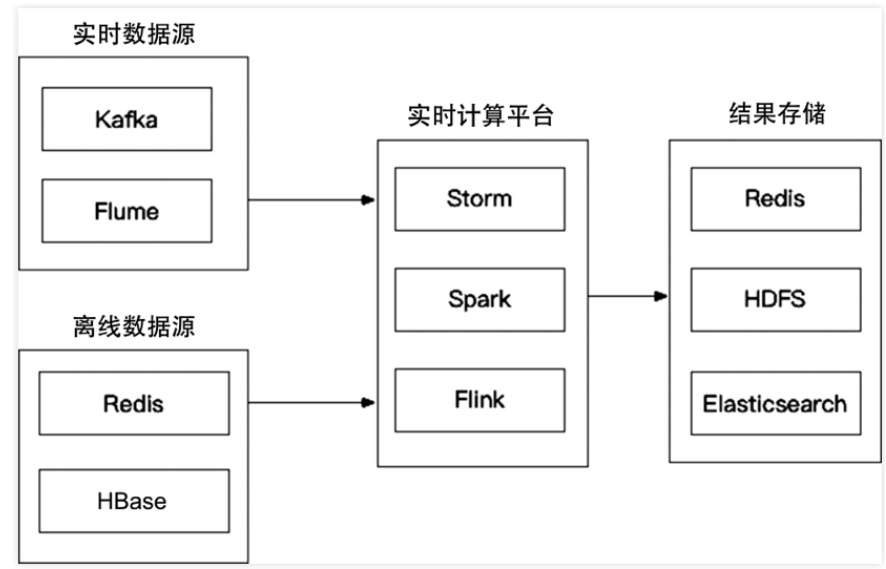 实时数据源
Kafka
Flume
离线数据源
Redis
HBase
实时计算平台
Storm
Spark
Flink
结果存储
Redis
HDFS
Elasticsearch